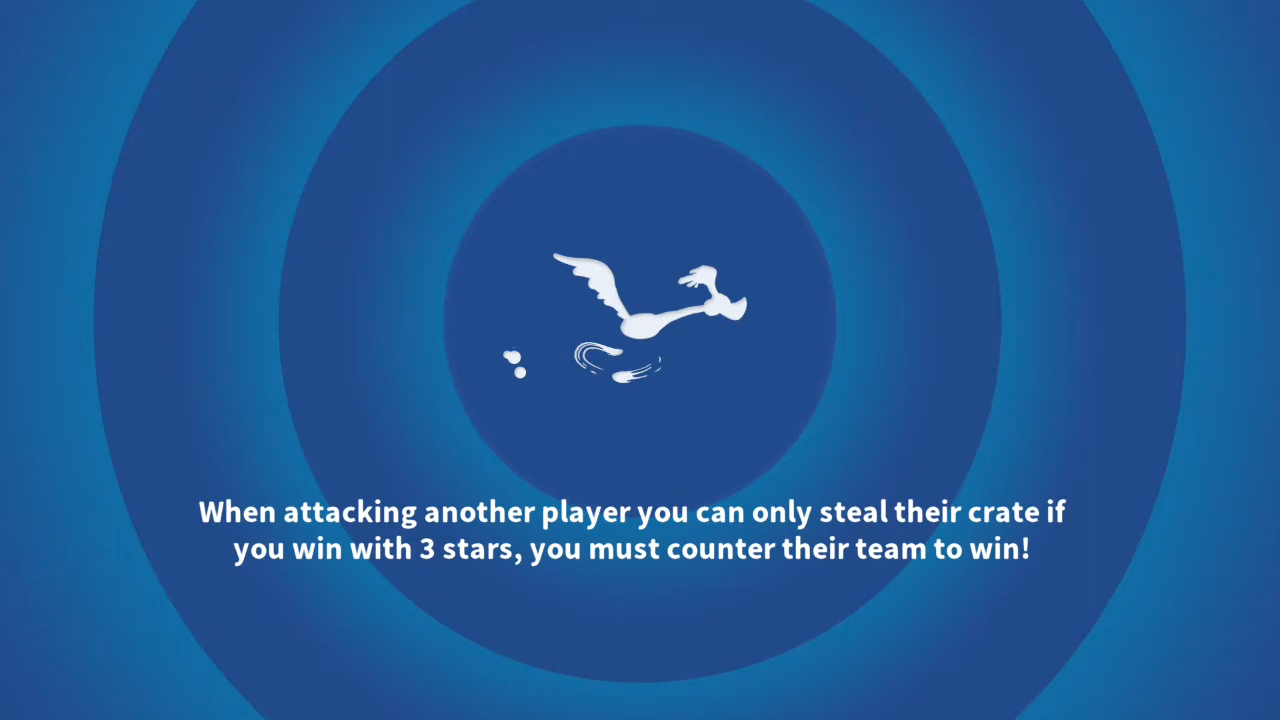 When attacking another player you can only steal their crate if
you win with 3 stars, you must counter their team to win!